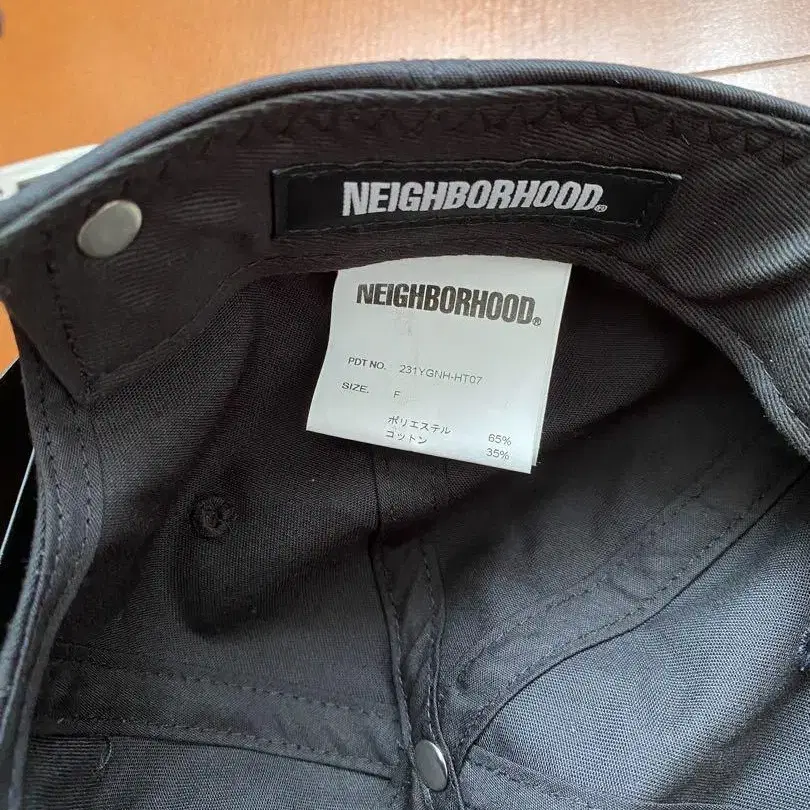 NEIGHBORHOOD®
NEIGHBORHOOD®
PDT NO. 231YGNH-HT07
SIZE. F
ポリエステル 65%
コットン 35%